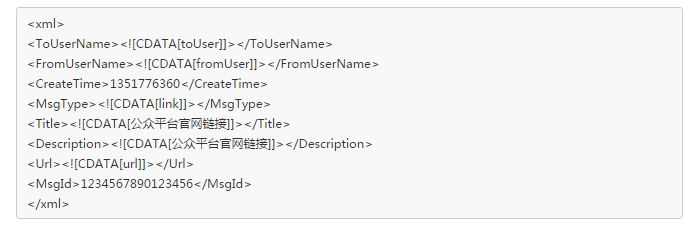 <xml>
<ToUserName><![CDATA[toUser]]></ToUserName>
<FromUserName><![CDATA[fromUser]]></FromUserName>
<CreateTime>1351776360</CreateTime>
<MsgType><![CDATA[link]]></MsgType>
<Title><![CDATA[公众平台官网链接]]></Title>
<Description><![CDATA[公众平台官网链接]]></Description>
<Url><![CDATA[url]]></Url>
<MsgId>1234567890123456</MsgId>
</xml>